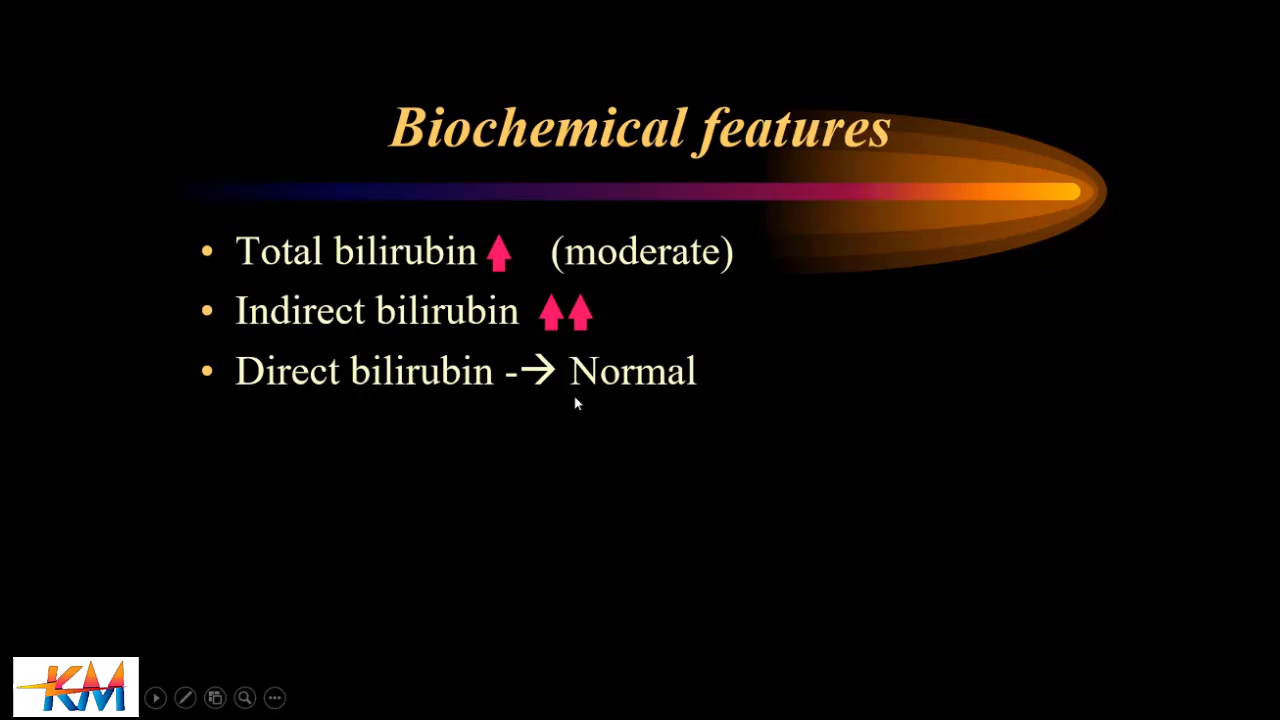 Biochemical features
• Total bilirubin ⬆ (moderate)
• Indirect bilirubin ⬆⬆
• Direct bilirubin -→ Normal
KM